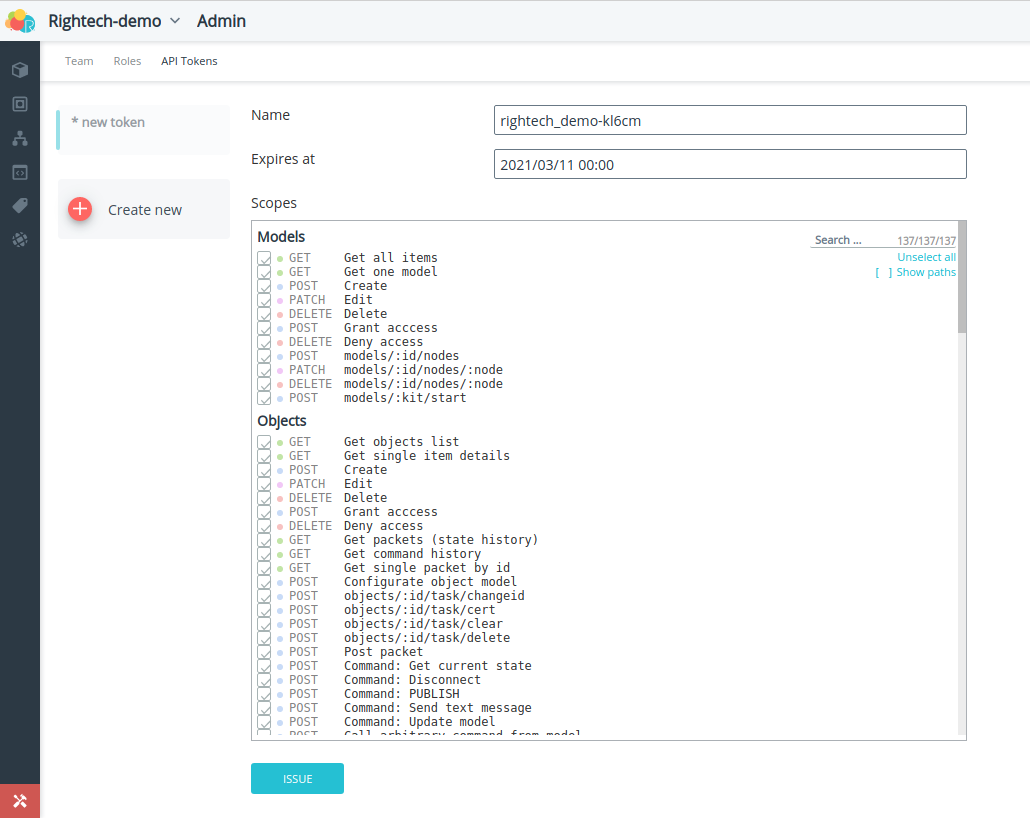 Rightech-demo Admin
Team Roles API Tokens
* new token
Create new
Name
rightech_demo-kl6cm
Expires at
2021/03/11 00:00
Scopes
Search ... 137/137/137
Unselect all
[ ] Show paths
Models
GET Get all items
GET Get one model
POST Create
PATCH Edit
DELETE Delete
POST Grant acccess
DELETE Deny access
POST models/:id/nodes
PATCH models/:id/nodes/:node
DELETE models/:id/nodes/:node
POST models/:kit/start
Objects
GET Get objects list
GET Get single item details
POST Create
PATCH Edit
DELETE Delete
POST Grant acccess
DELETE Deny access
GET Get packets (state history)
GET Get command history
GET Get single packet by id
POST Configurate object model
POST objects/:id/task/changeid
POST objects/:id/task/cert
POST objects/:id/task/clear
POST objects/:id/task/delete
POST Post packet
POST Command: Get current state
POST Command: Disconnect
POST Command: PUBLISH
POST Command: Send text message
POST Command: Update model
POST Call arbitrary command from model
ISSUE